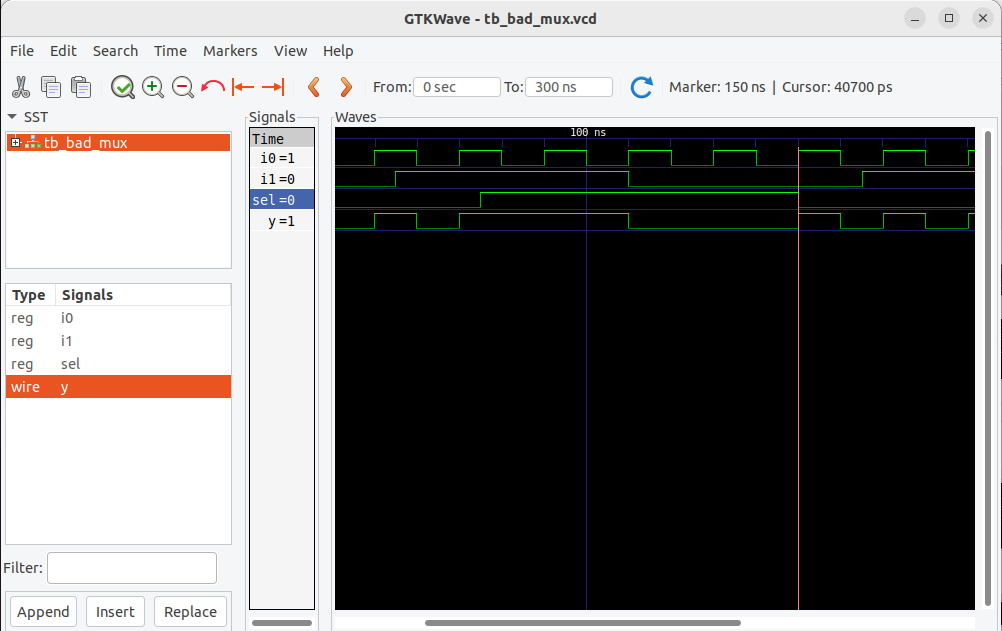 GTKWave - tb_bad_mux.vcd
File Edit Search Time Markers View Help
From: 0 sec To: 300 ns Marker: 150 ns | Cursor: 40700 ps
SST
tb_bad_mux
Type Signals
reg i0
reg i1
reg sel
wire y
Filter:
Append Insert Replace
Signals
Time
i0=1
i1=0
sel=0
y=1
Waves
100 ns